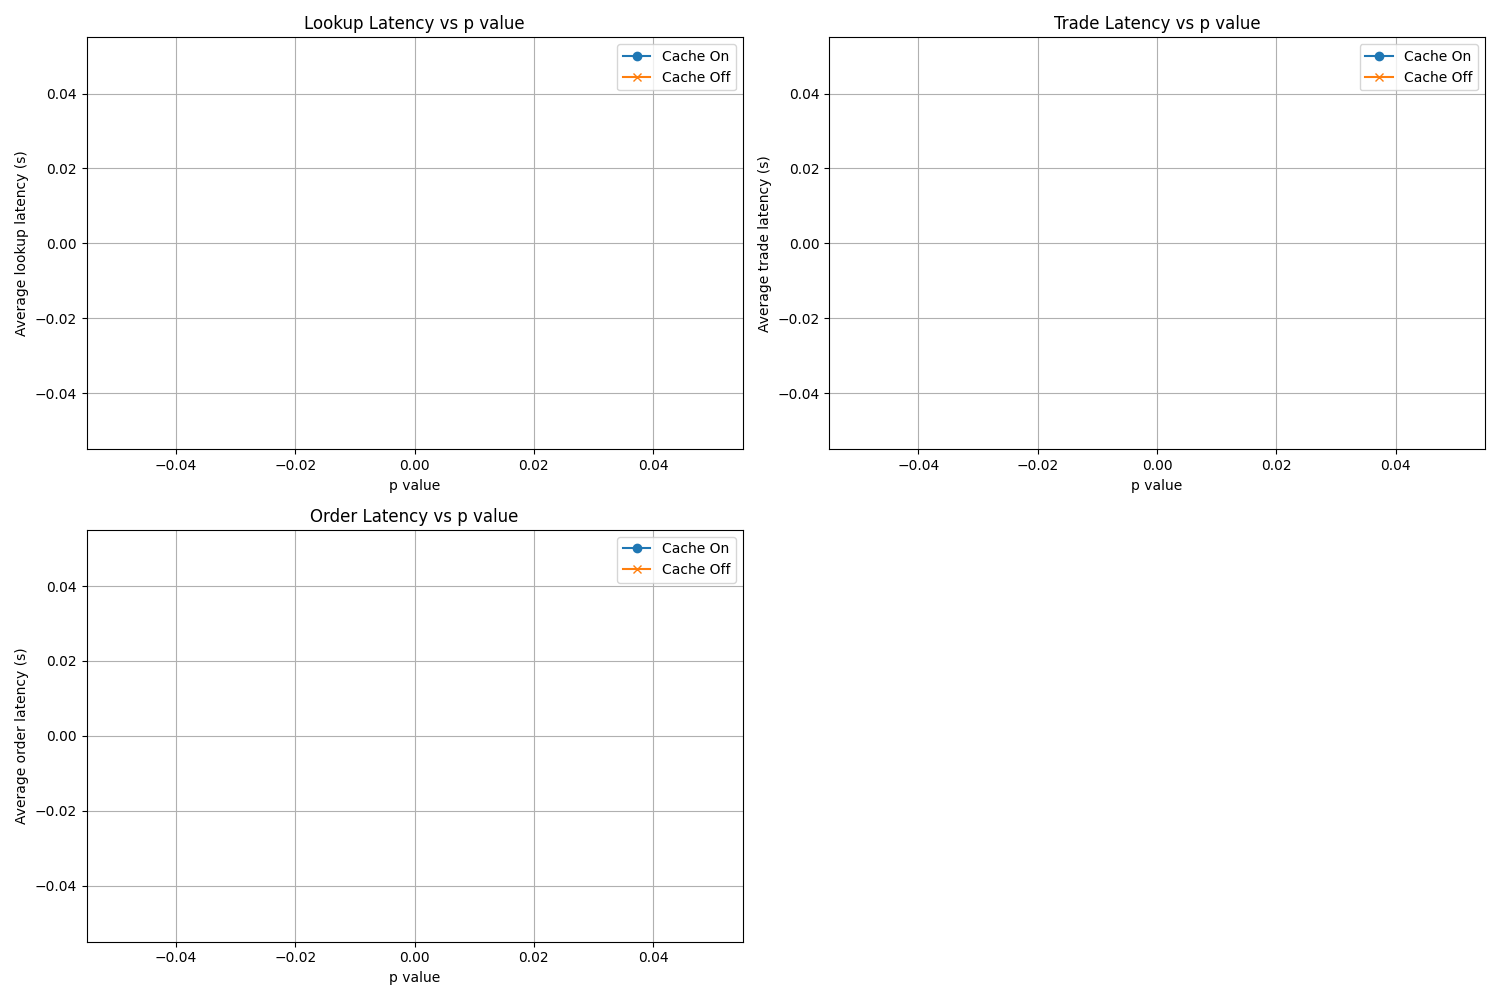 Lookup Latency vs p value
Cache On
Cache Off
Average lookup latency (s)
0.04
0.02
0.00
−0.02
−0.04
−0.04 −0.02 0.00 0.02 0.04
p value
Trade Latency vs p value
Cache On
Cache Off
Average trade latency (s)
0.04
0.02
0.00
−0.02
−0.04
−0.04 −0.02 0.00 0.02 0.04
p value
Order Latency vs p value
Cache On
Cache Off
Average order latency (s)
0.04
0.02
0.00
−0.02
−0.04
−0.04 −0.02 0.00 0.02 0.04
p value